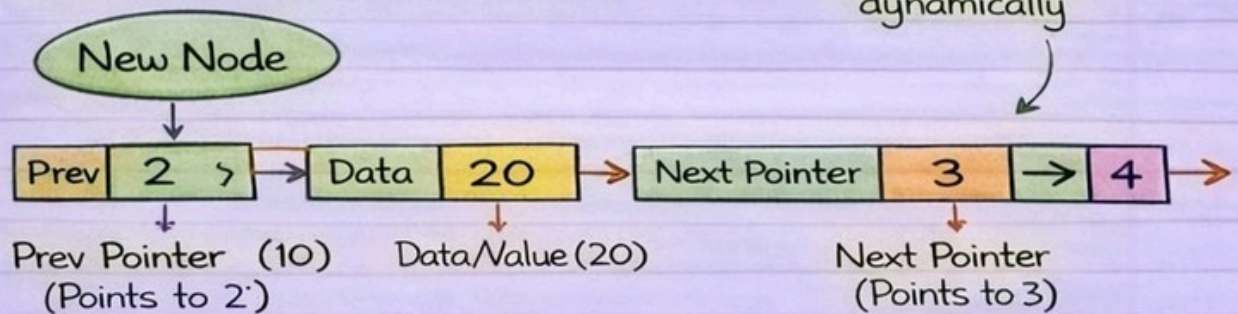 dynamically
New Node
Prev 2 > Data 20 Next Pointer 3 → 4
Prev Pointer (10) Data/Value (20) Next Pointer
(Points to 2) (Points to 3)